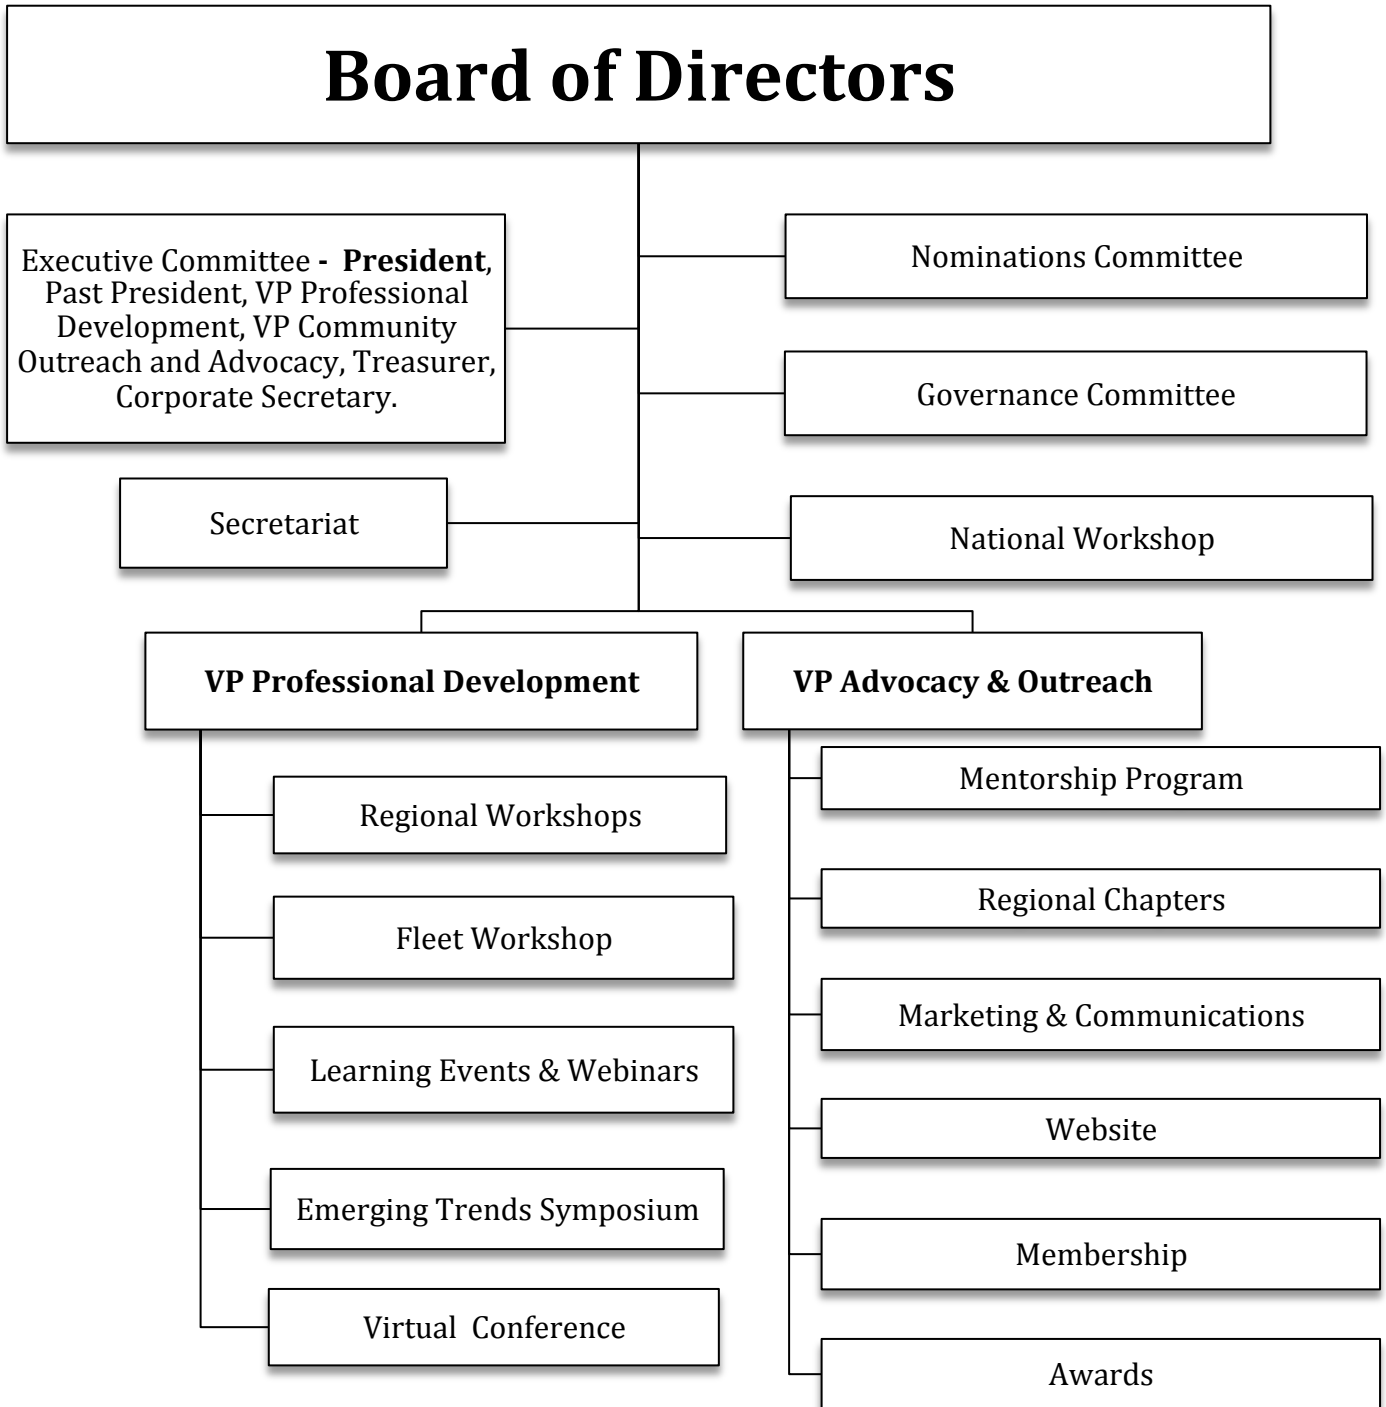 Board of Directors
Executive Committee - President,
Past President, VP Professional
Development, VP Community
Outreach and Advocacy, Treasurer,
Corporate Secretary.
Nominations Committee
Governance Committee
Secretariat
National Workshop
VP Professional Development
VP Advocacy & Outreach
Regional Workshops
Fleet Workshop
Learning Events & Webinars
Emerging Trends Symposium
Virtual Conference
Mentorship Program
Regional Chapters
Marketing & Communications
Website
Membership
Awards